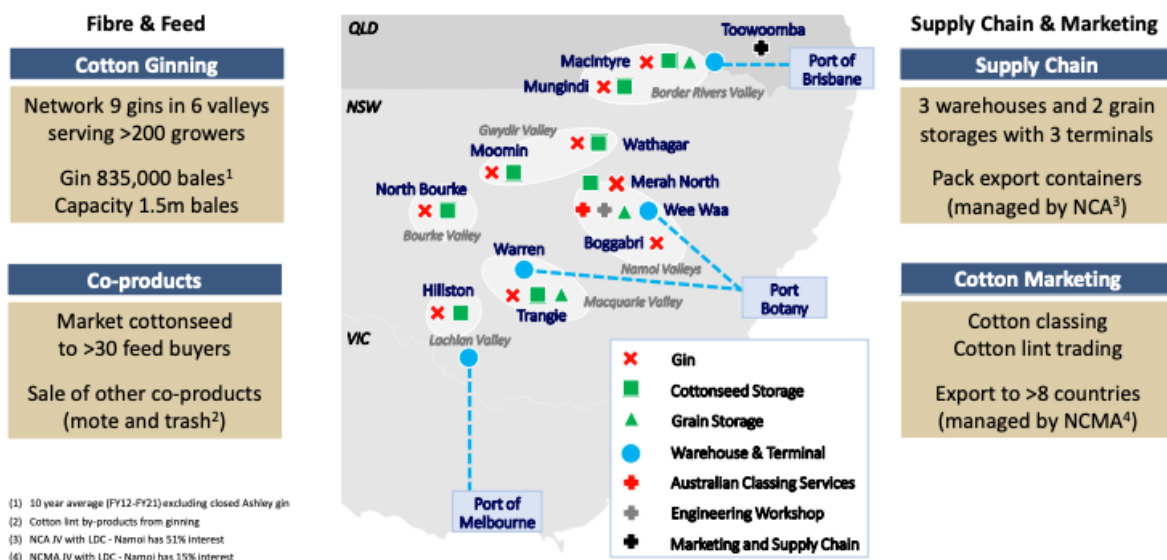 Fibre & Feed
Cotton Ginning
Network 9 gins in 6 valleys
serving >200 growers
Gin 835,000 bales1
Capacity 1.5m bales
Co-products
Market cottonseed
to >30 feed buyers
Sale of other co-products
(mote and trash2)
(1) 10 year average (FY12-FY21) excluding closed Ashley gin
(2) Cotton lint by-products from ginning
(3) NCA JV with LDC - Namoi has 51% interest
(4) NCMA JV with LDC - Namoi has 15% interest
QLD
Toowoomba
MacIntyre
Port of
Brisbane
Mungindi
Border Rivers Valley
NSW
Gwydir Valley
Moomin
Wathagar
North Bourke
Merah North
Wee Waa
Bourke Valley
Boggabri
Warren
Namoi Valleys
Port
Botany
Hillston
Macquarie Valley
Trangie
VIC
Lachlan Valley
Port of
Melbourne
Gin
Cottonseed Storage
Grain Storage
Warehouse & Terminal
Australian Classing Services
Engineering Workshop
Marketing and Supply Chain
Supply Chain & Marketing
Supply Chain
3 warehouses and 2 grain
storages with 3 terminals
Pack export containers
(managed by NCA3)
Cotton Marketing
Cotton classing
Cotton lint trading
Export to >8 countries
(managed by NCMA4)